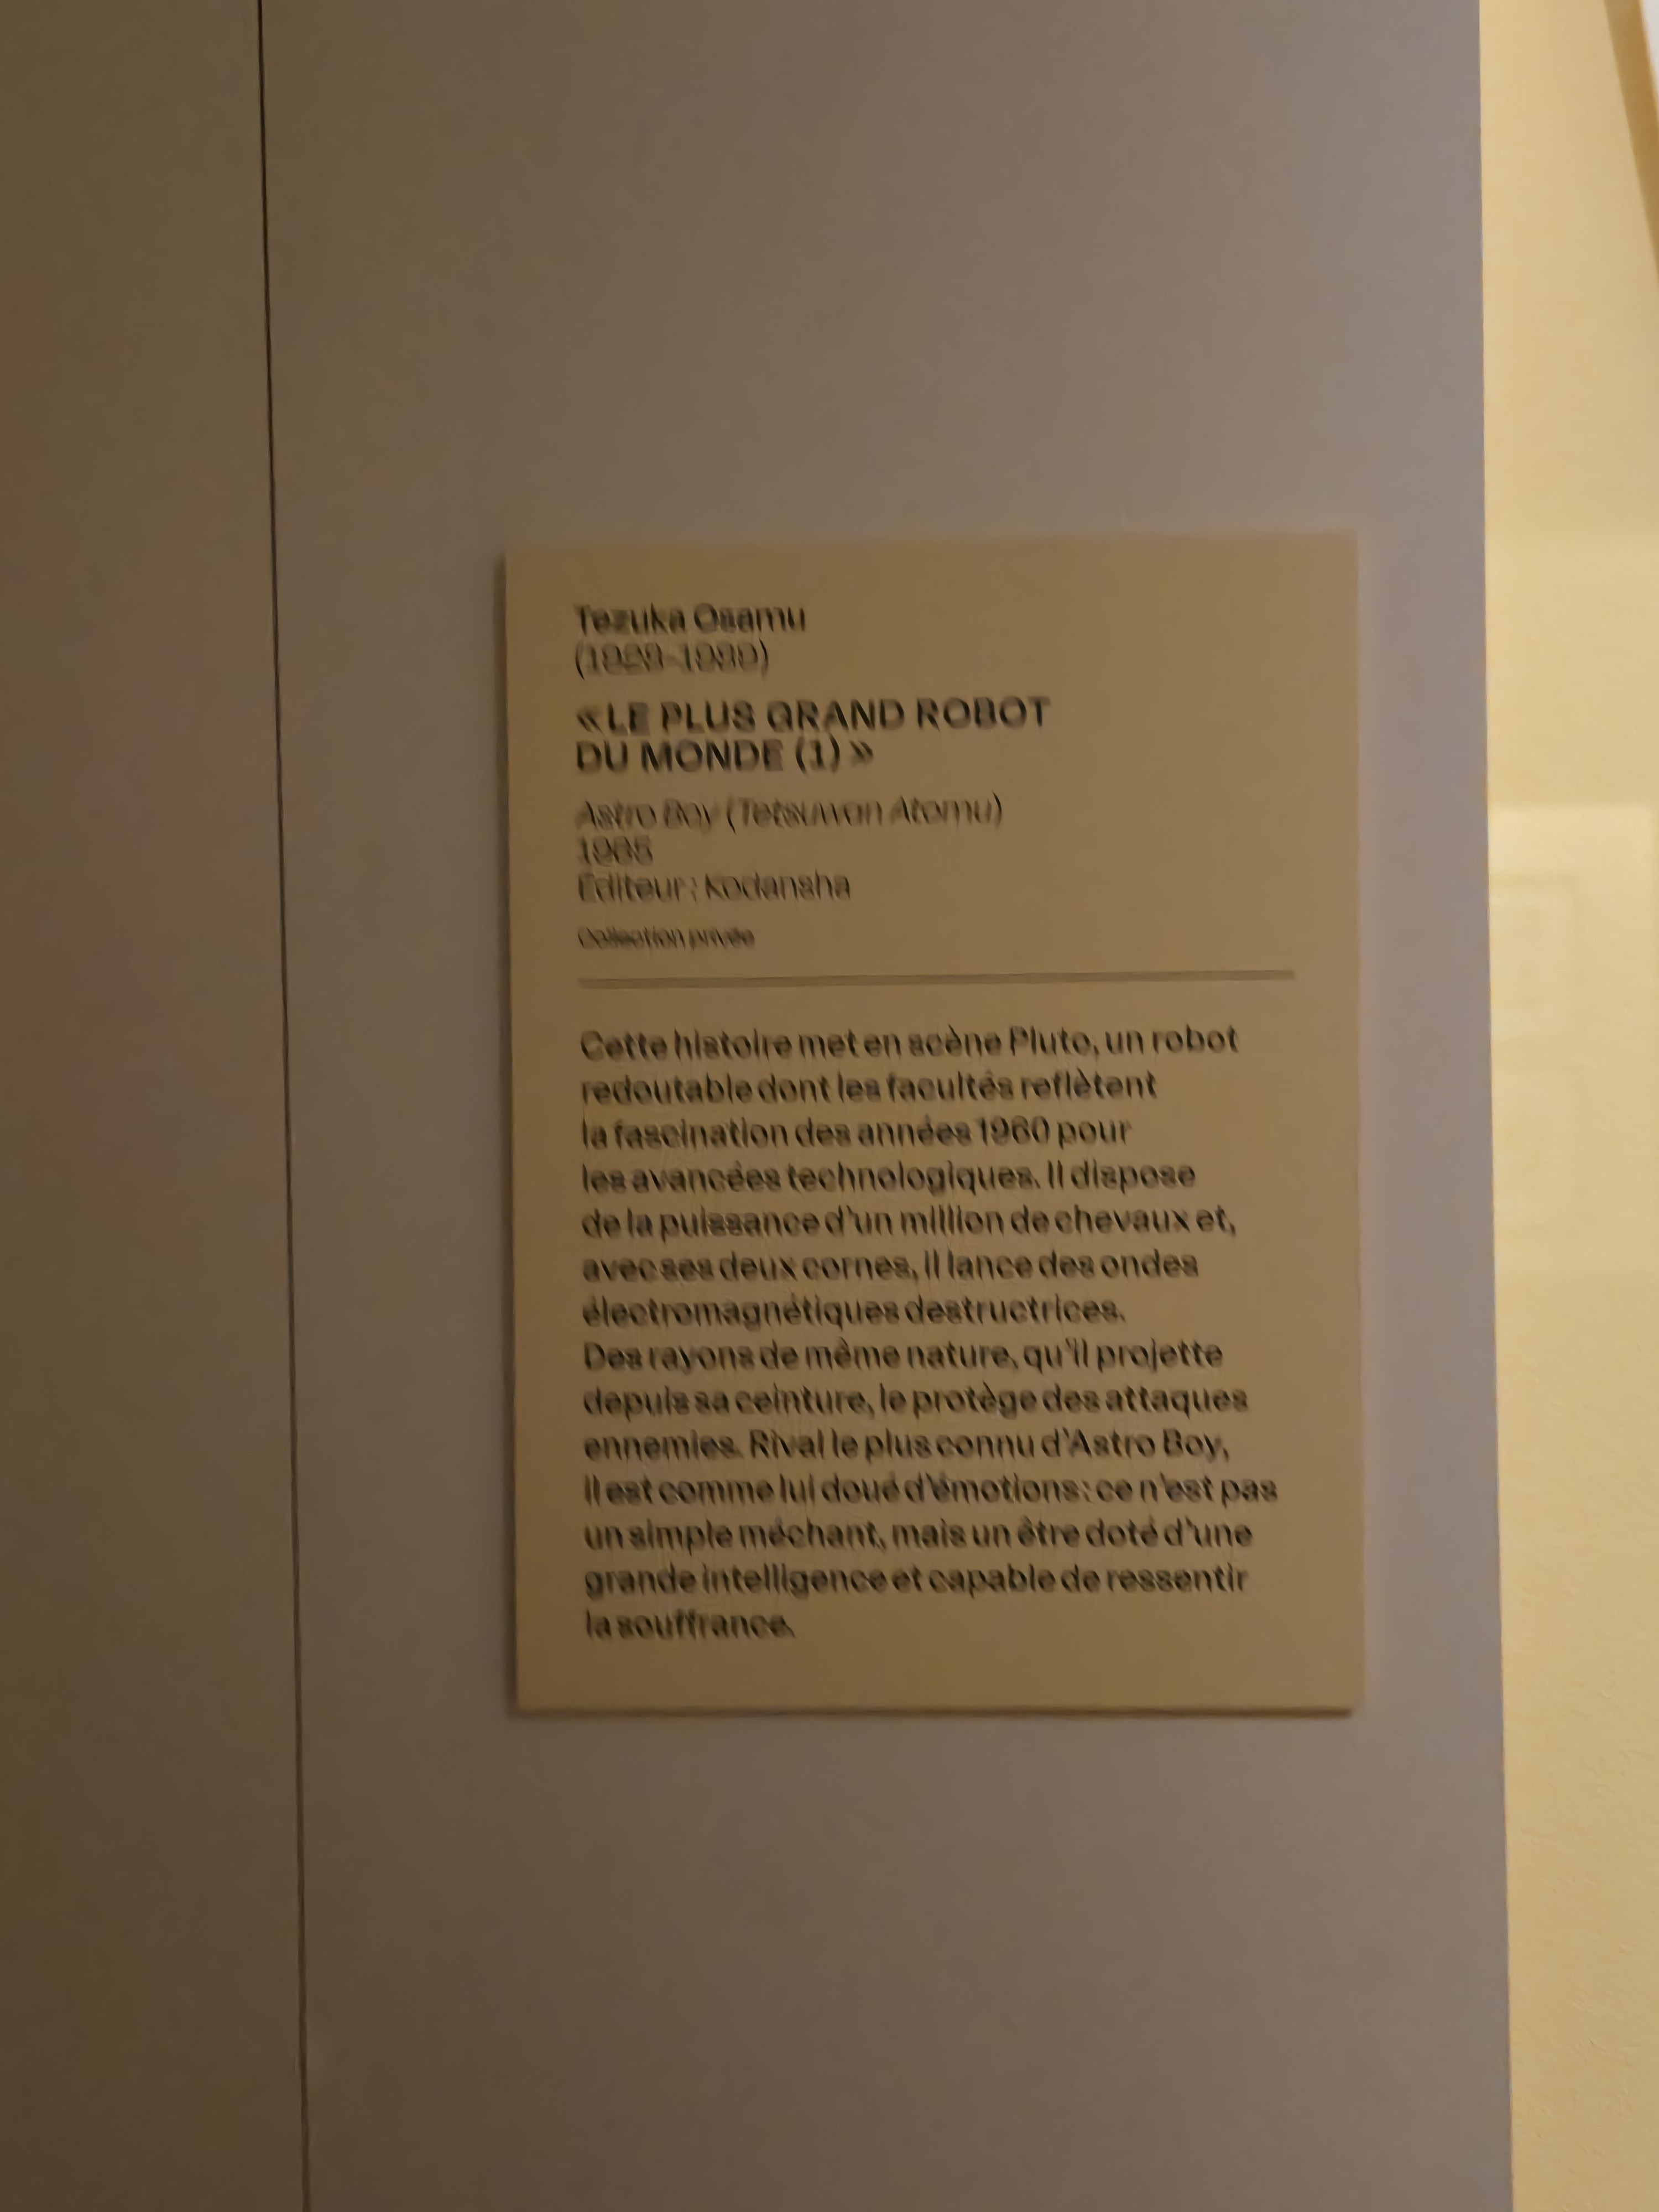 Tezuka Osamu
(1928-1989)
«LE PLUS GRAND ROBOT
DU MONDE (1)»
Astro Boy (Tetsuwan Atomu)
1965
Éditeur : Kodansha
Collection privée
Cette histoire met en scène Pluto, un robot
redoutable dont les facultés reflètent
la fascination des années 1960 pour
les avancées technologiques. Il dispose
de la puissance d'un million de chevaux et,
avec ses deux cornes, il lance des ondes
électromagnétiques destructrices.
Des rayons de même nature, qu'il projette
depuis sa ceinture, le protège des attaques
ennemies. Rival le plus connu d'Astro Boy,
il est comme lui doué d'émotions : ce n'est pas
un simple méchant, mais un être doté d'une
grande intelligence et capable de ressentir
la souffrance.